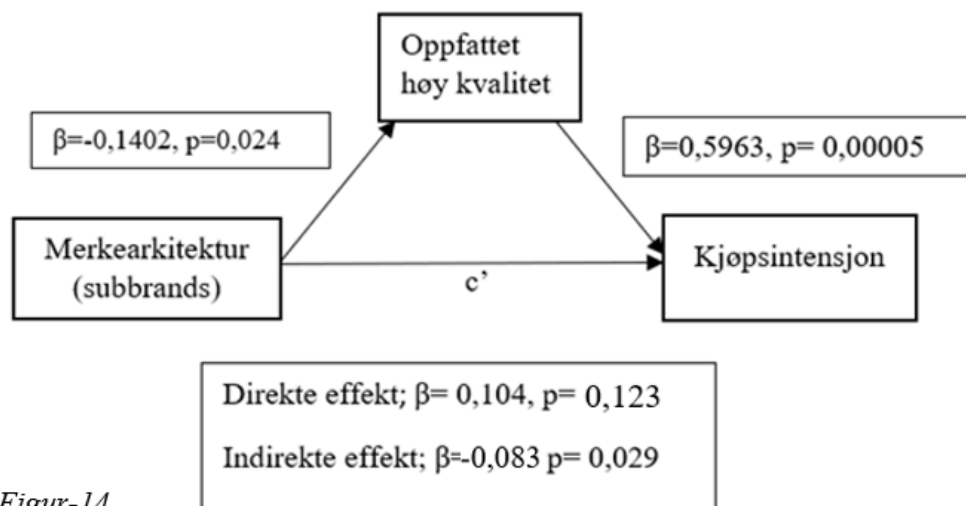 Oppfattet
høy kvalitet
β=-0,1402, p=0,024
β=0,5963, p= 0,00005
Merkearkitektur
(subbrands)
Kjøpsintensjon
c’
Direkte effekt; β= 0,104, p= 0,123
Indirekte effekt; β=-0,083 p= 0,029
Figur-14